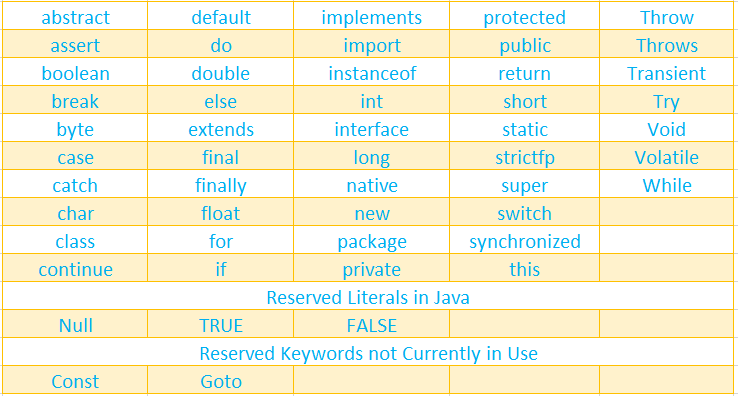 abstract default implements protected Throw
assert do import public Throws
boolean double instanceof return Transient
break else int short Try
byte extends interface static Void
case final long strictfp Volatile
catch finally native super While
char float new switch
class for package synchronized
continue if private this
Reserved Literals in Java
Null TRUE FALSE
Reserved Keywords not Currently in Use
Const Goto